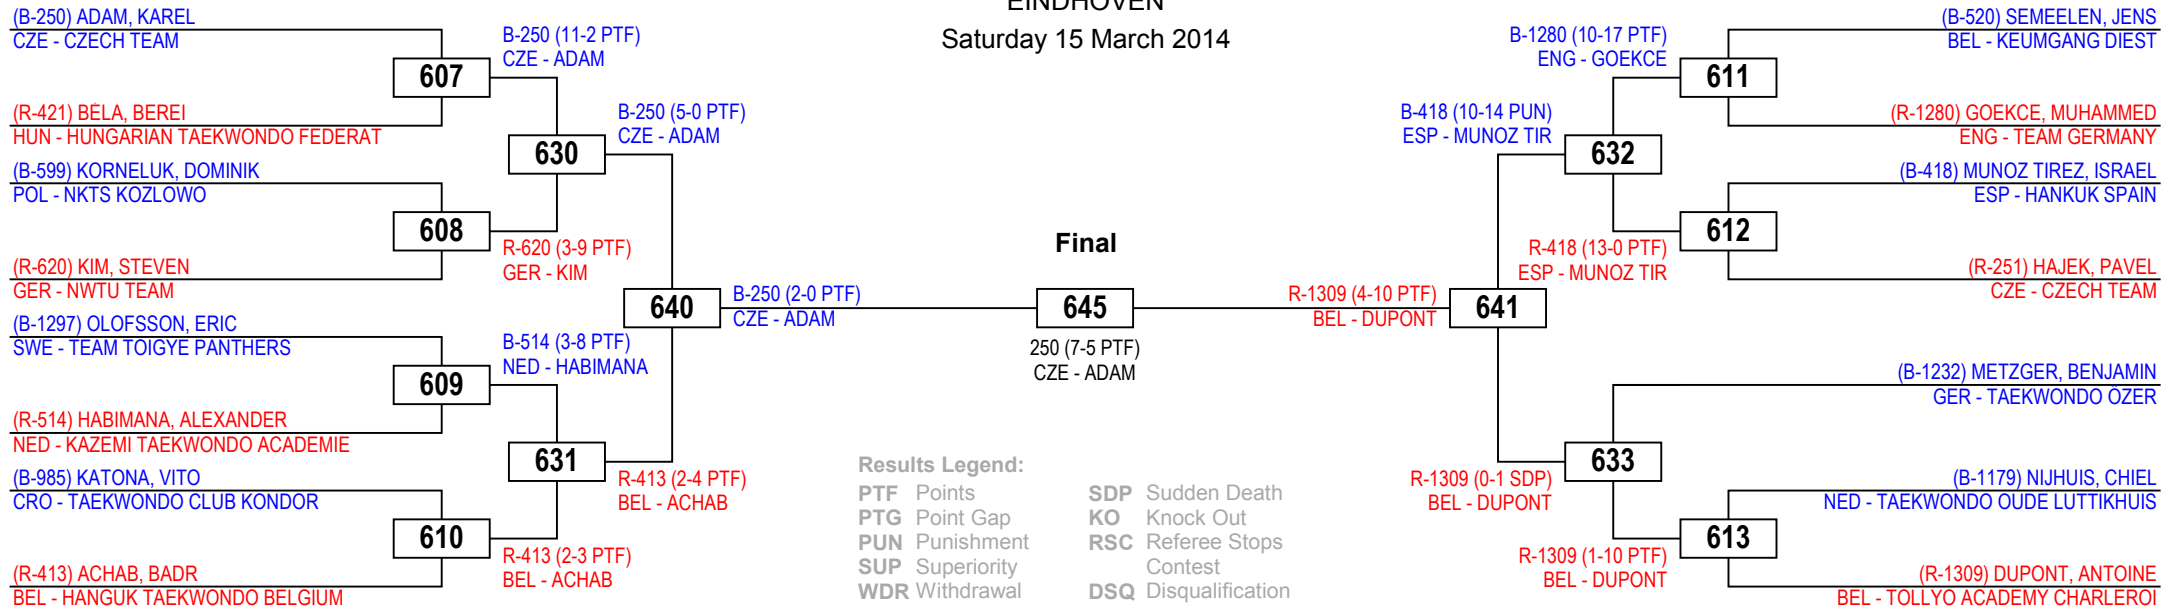 EINDHOVEN
Saturday 15 March 2014
(B-250) ADAM, KAREL
CZE - CZECH TEAM
(R-421) BÉLA, BEREI
HUN - HUNGARIAN TAEKWONDO FEDERAT
(B-599) KORNELUK, DOMINIK
POL - NKTS KOZLOWO
(R-620) KIM, STEVEN
GER - NWTU TEAM
(B-1297) OLOFSSON, ERIC
SWE - TEAM TOIGYE PANTHERS
(R-514) HABIMANA, ALEXANDER
NED - KAZEMI TAEKWONDO ACADEMIE
(B-985) KATONA, VITO
CRO - TAEKWONDO CLUB KONDOR
(R-413) ACHAB, BADR
BEL - HANGUK TAEKWONDO BELGIUM
607
608
609
610
B-250 (11-2 PTF)
CZE - ADAM
R-620 (3-9 PTF)
GER - KIM
B-514 (3-8 PTF)
NED - HABIMANA
R-413 (2-3 PTF)
BEL - ACHAB
630
631
B-250 (5-0 PTF)
CZE - ADAM
R-413 (2-4 PTF)
BEL - ACHAB
640
B-250 (2-0 PTF)
CZE - ADAM
Final
645
250 (7-5 PTF)
CZE - ADAM
R-1309 (4-10 PTF)
BEL - DUPONT
641
B-418 (10-14 PUN)
ESP - MUNOZ TIR
R-1309 (0-1 SDP)
BEL - DUPONT
632
633
B-1280 (10-17 PTF)
ENG - GOEKCE
R-418 (13-0 PTF)
ESP - MUNOZ TIR
R-1309 (1-10 PTF)
BEL - DUPONT
611
612
613
(B-520) SEMEELEN, JENS
BEL - KEUMGANG DIEST
(R-1280) GOEKCE, MUHAMMED
ENG - TEAM GERMANY
(B-418) MUNOZ TIREZ, ISRAEL
ESP - HANKUK SPAIN
(R-251) HAJEK, PAVEL
CZE - CZECH TEAM
(B-1232) METZGER, BENJAMIN
GER - TAEKWONDO ÖZER
(B-1179) NIJHUIS, CHIEL
NED - TAEKWONDO OUDE LUTTIKHUIS
(R-1309) DUPONT, ANTOINE
BEL - TOLLYO ACADEMY CHARLEROI
Results Legend:
PTF Points
PTG Point Gap
PUN Punishment
SUP Superiority
WDR Withdrawal
SDP Sudden Death
KO Knock Out
RSC Referee Stops
Contest
DSQ Disqualification